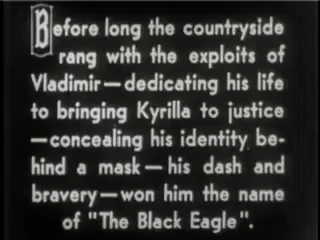 Before long the countryside
rang with the exploits of
Vladimir—dedicating his life
to bringing Kyrilla to justice
—concealing his identity be-
hind a mask—his dash and
bravery—won him the name
of "The Black Eagle".